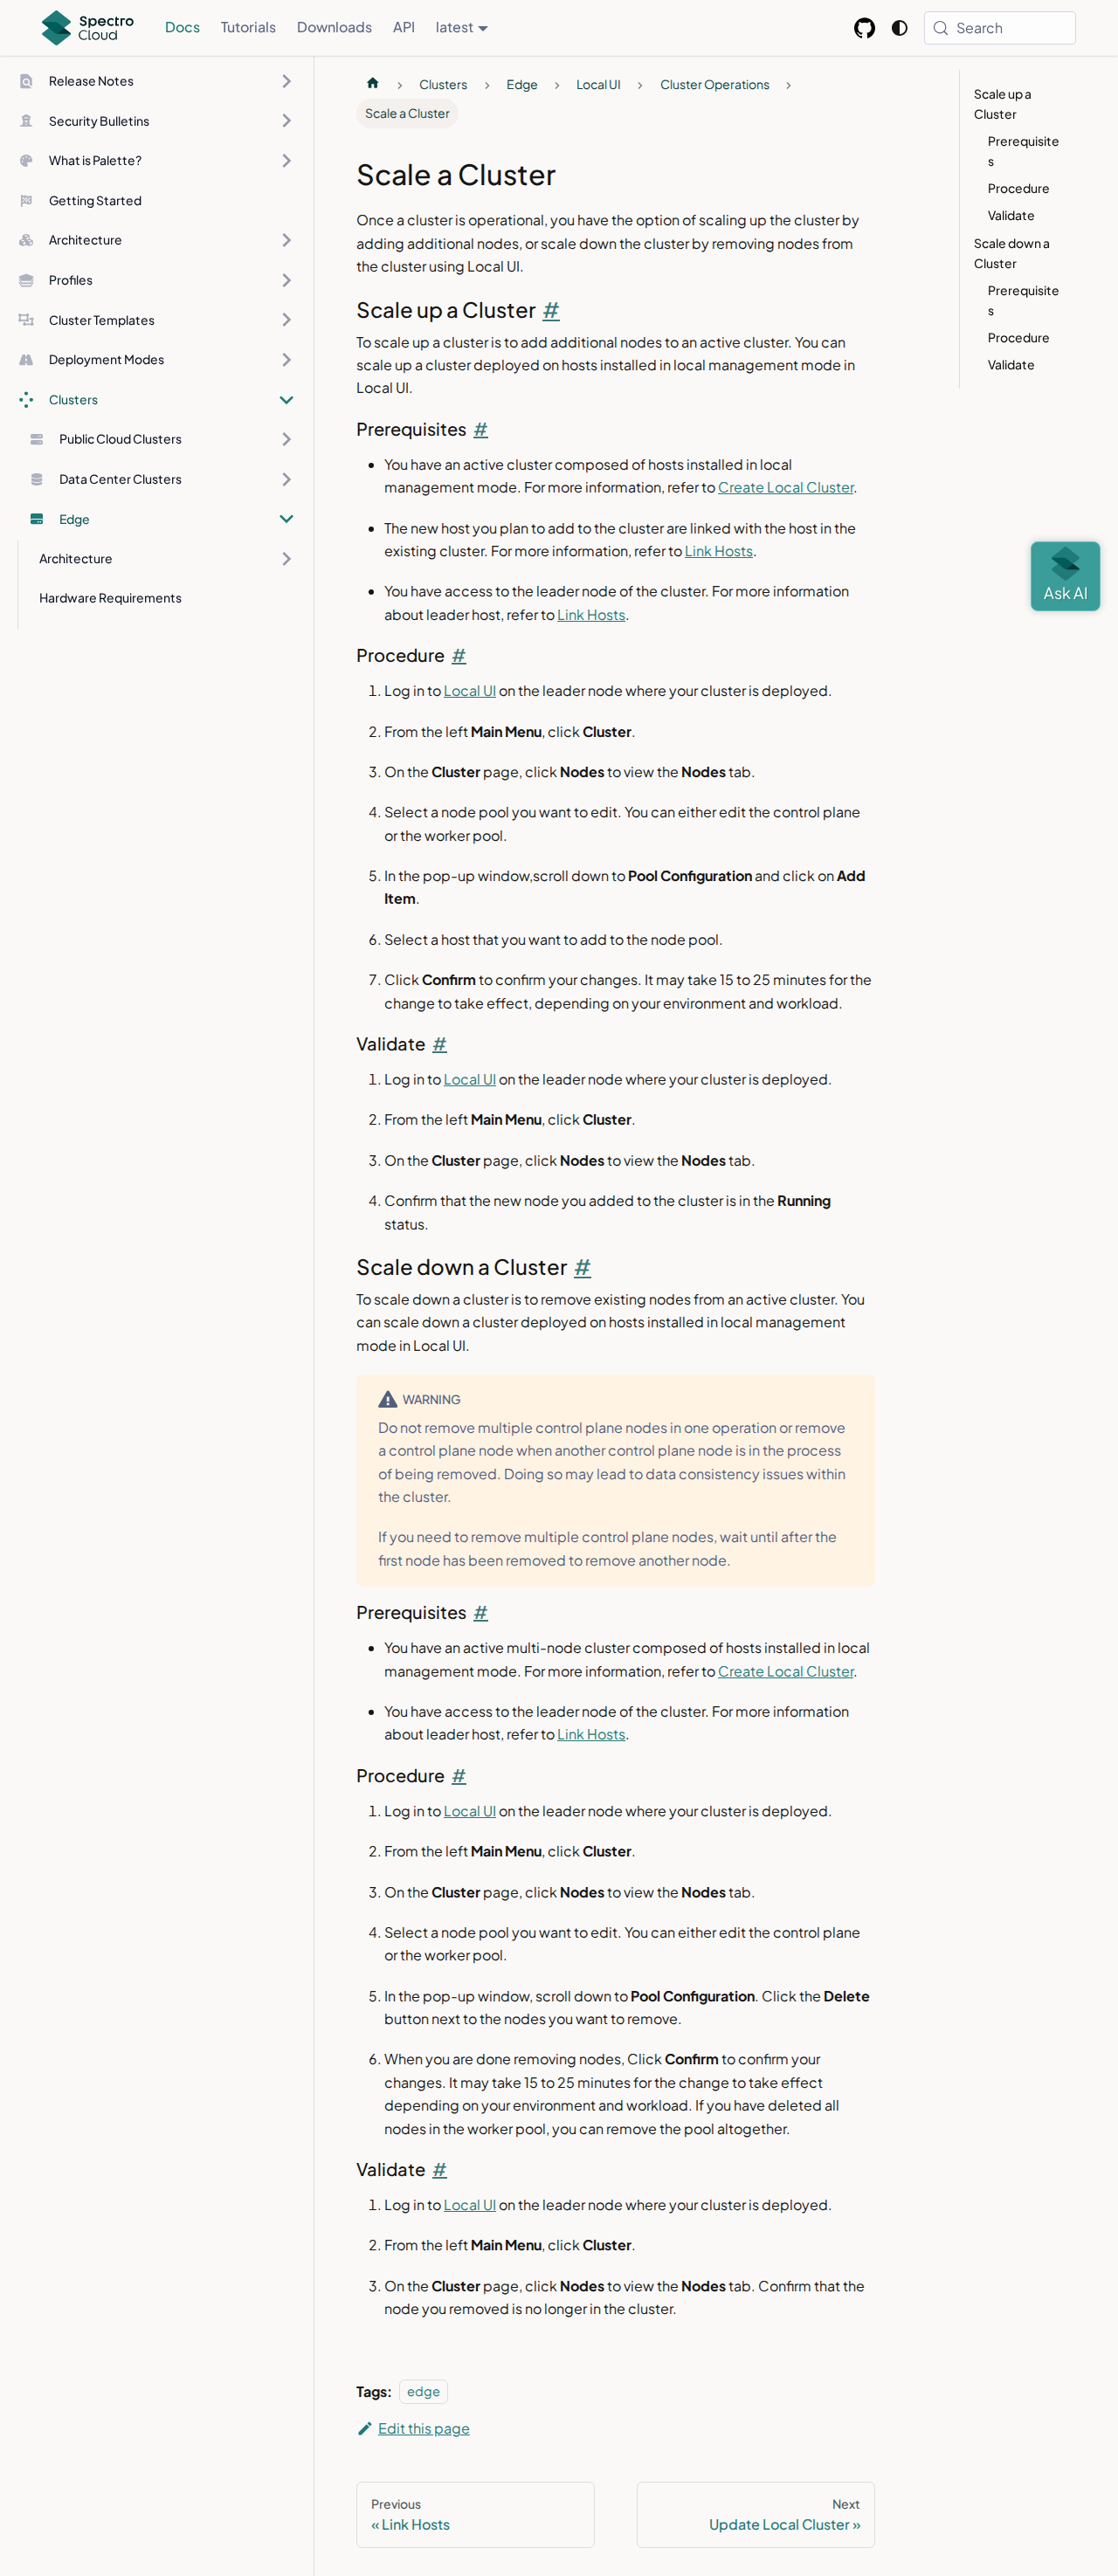 Spectro Cloud
Docs
Tutorials
Downloads
API
latest
Search
Release Notes
Security Bulletins
What is Palette?
Getting Started
Architecture
Profiles
Cluster Templates
Deployment Modes
Clusters
Public Cloud Clusters
Data Center Clusters
Edge
Architecture
Hardware Requirements
Clusters
Edge
Local UI
Cluster Operations
Scale a Cluster
Scale a Cluster
Once a cluster is operational, you have the option of scaling up the cluster by
adding additional nodes, or scale down the cluster by removing nodes from
the cluster using Local UI.
Scale up a Cluster #
To scale up a cluster is to add additional nodes to an active cluster. You can
scale up a cluster deployed on hosts installed in local management mode in
Local UI.
Prerequisites #
• You have an active cluster composed of hosts installed in local
management mode. For more information, refer to Create Local Cluster.
• The new host you plan to add to the cluster are linked with the host in the
existing cluster. For more information, refer to Link Hosts.
• You have access to the leader node of the cluster. For more information
about leader host, refer to Link Hosts.
Procedure #
1. Log in to Local UI on the leader node where your cluster is deployed.
2. From the left Main Menu, click Cluster.
3. On the Cluster page, click Nodes to view the Nodes tab.
4. Select a node pool you want to edit. You can either edit the control plane
or the worker pool.
5. In the pop-up window,scroll down to Pool Configuration and click on Add
Item.
6. Select a host that you want to add to the node pool.
7. Click Confirm to confirm your changes. It may take 15 to 25 minutes for the
change to take effect, depending on your environment and workload.
Validate #
1. Log in to Local UI on the leader node where your cluster is deployed.
2. From the left Main Menu, click Cluster.
3. On the Cluster page, click Nodes to view the Nodes tab.
4. Confirm that the new node you added to the cluster is in the Running
status.
Scale down a Cluster #
To scale down a cluster is to remove existing nodes from an active cluster. You
can scale down a cluster deployed on hosts installed in local management
mode in Local UI.
WARNING
Do not remove multiple control plane nodes in one operation or remove
a control plane node when another control plane node is in the process
of being removed. Doing so may lead to data consistency issues within
the cluster.
If you need to remove multiple control plane nodes, wait until after the
first node has been removed to remove another node.
Prerequisites #
• You have an active multi-node cluster composed of hosts installed in local
management mode. For more information, refer to Create Local Cluster.
• You have access to the leader node of the cluster. For more information
about leader host, refer to Link Hosts.
Procedure #
1. Log in to Local UI on the leader node where your cluster is deployed.
2. From the left Main Menu, click Cluster.
3. On the Cluster page, click Nodes to view the Nodes tab.
4. Select a node pool you want to edit. You can either edit the control plane
or the worker pool.
5. In the pop-up window, scroll down to Pool Configuration. Click the Delete
button next to the nodes you want to remove.
6. When you are done removing nodes, Click Confirm to confirm your
changes. It may take 15 to 25 minutes for the change to take effect
depending on your environment and workload. If you have deleted all
nodes in the worker pool, you can remove the pool altogether.
Validate #
1. Log in to Local UI on the leader node where your cluster is deployed.
2. From the left Main Menu, click Cluster.
3. On the Cluster page, click Nodes to view the Nodes tab. Confirm that the
node you removed is no longer in the cluster.
Tags: edge
Edit this page
Previous
« Link Hosts
Next
Update Local Cluster »
Scale up a
Cluster
Prerequisite
s
Procedure
Validate
Scale down a
Cluster
Prerequisite
s
Procedure
Validate
Ask AI